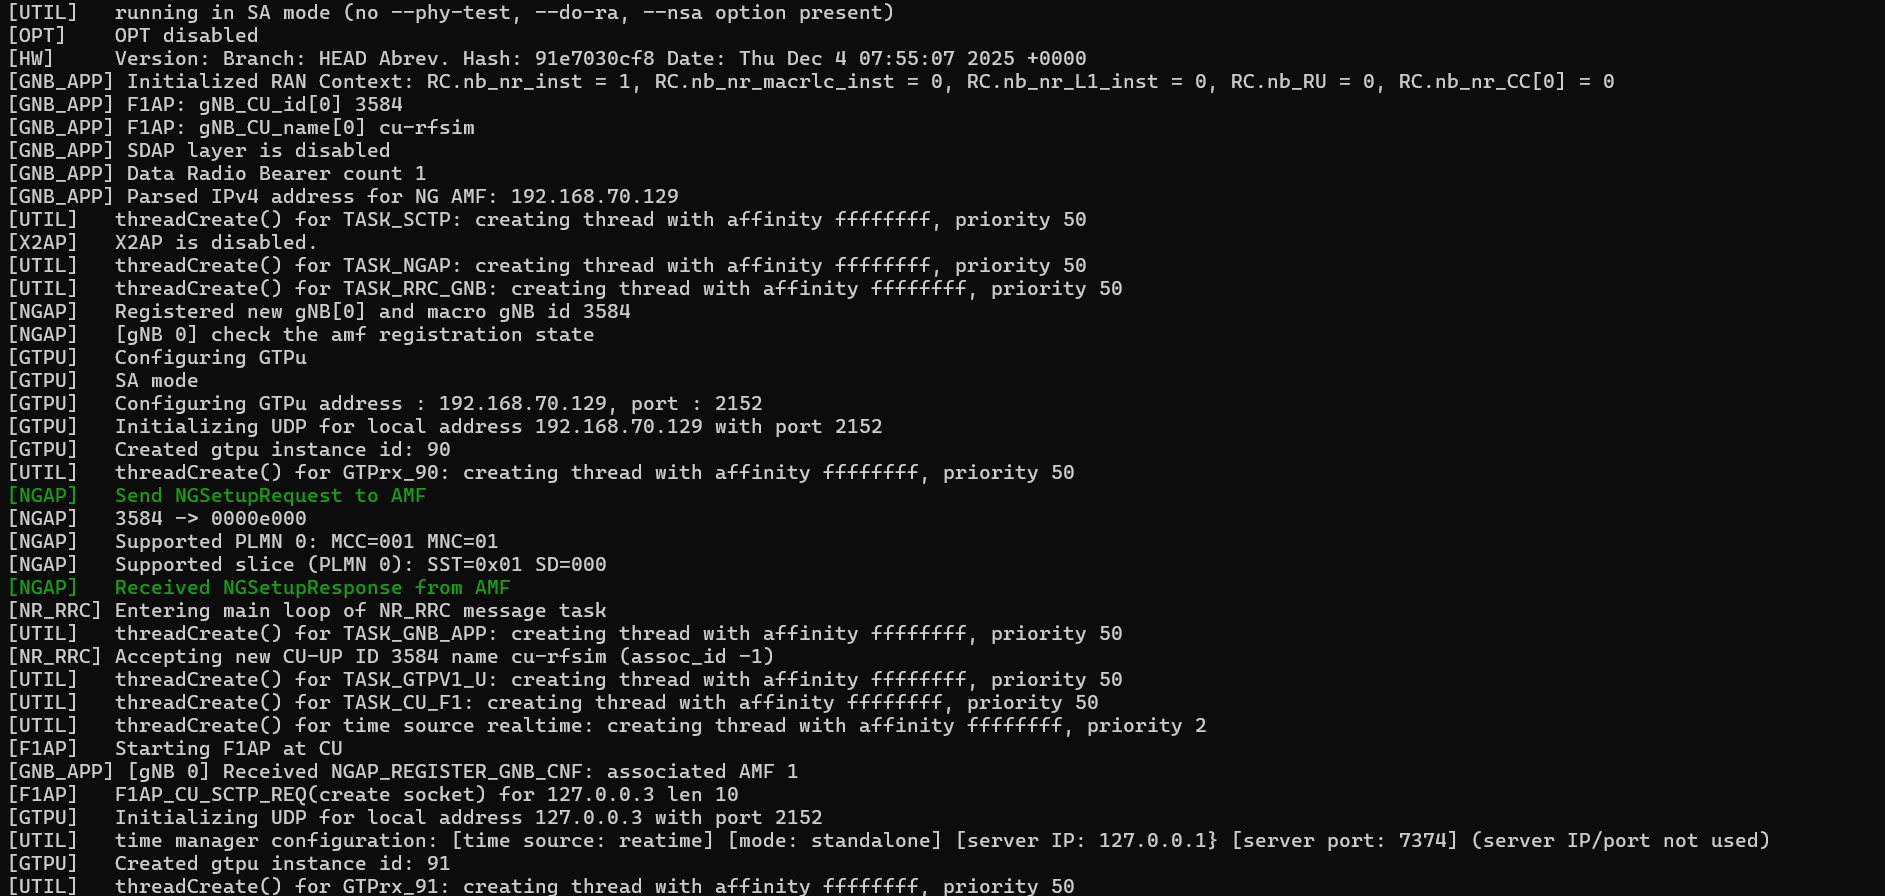 [UTIL]   running in SA mode (no --phy-test, --do-ra, --nsa option present)
[OPT]    OPT disabled
[HW]     Version: Branch: HEAD Abrev. Hash: 91e7030cf8 Date: Thu Dec 4 07:55:07 2025 +0000
[GNB_APP] Initialized RAN Context: RC.nb_nr_inst = 1, RC.nb_nr_macrlc_inst = 0, RC.nb_nr_L1_inst = 0, RC.nb_RU = 0, RC.nb_nr_CC[0] = 0
[GNB_APP] F1AP: gNB_CU_id[0] 3584
[GNB_APP] F1AP: gNB_CU_name[0] cu-rfsim
[GNB_APP] SDAP layer is disabled
[GNB_APP] Data Radio Bearer count 1
[GNB_APP] Parsed IPv4 address for NG AMF: 192.168.70.129
[UTIL]   threadCreate() for TASK_SCTP: creating thread with affinity ffffffff, priority 50
[X2AP]   X2AP is disabled.
[UTIL]   threadCreate() for TASK_NGAP: creating thread with affinity ffffffff, priority 50
[UTIL]   threadCreate() for TASK_RRC_GNB: creating thread with affinity ffffffff, priority 50
[NGAP]   Registered new gNB[0] and macro gNB id 3584
[NGAP]   [gNB 0] check the amf registration state
[GTPU]   Configuring GTPu
[GTPU]   SA mode
[GTPU]   Configuring GTPu address : 192.168.70.129, port : 2152
[GTPU]   Initializing UDP for local address 192.168.70.129 with port 2152
[GTPU]   Created gtpu instance id: 90
[UTIL]   threadCreate() for GTPrx_90: creating thread with affinity ffffffff, priority 50
[NGAP]   Send NGSetupRequest to AMF
[NGAP]   3584 -> 0000e000
[NGAP]   Supported PLMN 0: MCC=001 MNC=01
[NGAP]   Supported slice (PLMN 0): SST=0x01 SD=000
[NGAP]   Received NGSetupResponse from AMF
[NR_RRC] Entering main loop of NR_RRC message task
[UTIL]   threadCreate() for TASK_GNB_APP: creating thread with affinity ffffffff, priority 50
[NR_RRC] Accepting new CU-UP ID 3584 name cu-rfsim (assoc_id -1)
[UTIL]   threadCreate() for TASK_GTPV1_U: creating thread with affinity ffffffff, priority 50
[UTIL]   threadCreate() for TASK_CU_F1: creating thread with affinity ffffffff, priority 50
[UTIL]   threadCreate() for time source realtime: creating thread with affinity ffffffff, priority 2
[F1AP]   Starting F1AP at CU
[GNB_APP] [gNB 0] Received NGAP_REGISTER_GNB_CNF: associated AMF 1
[F1AP]   F1AP_CU_SCTP_REQ(create socket) for 127.0.0.3 len 10
[GTPU]   Initializing UDP for local address 127.0.0.3 with port 2152
[UTIL]   time manager configuration: [time source: reatime] [mode: standalone] [server IP: 127.0.0.1} [server port: 7374] (server IP/port not used)
[GTPU]   Created gtpu instance id: 91
[UTIL]   threadCreate() for GTPrx_91: creating thread with affinity ffffffff, priority 50